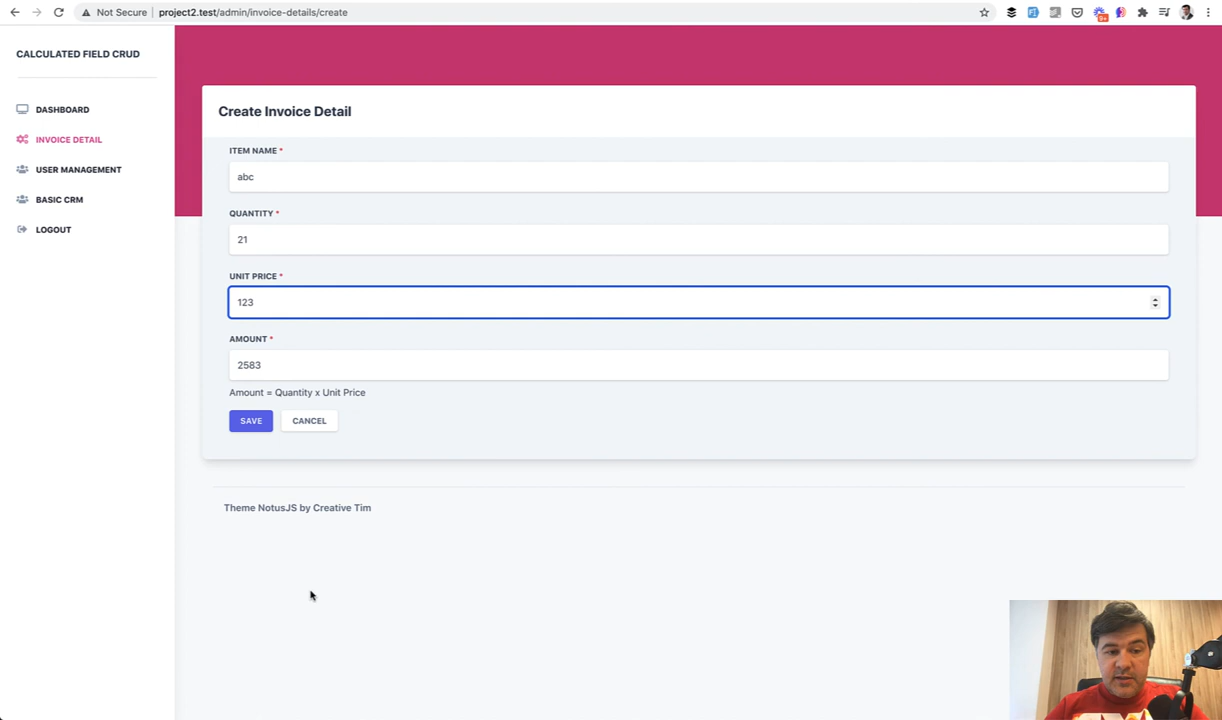 Not Secure | project2.test/admin/invoice-details/create
CALCULATED FIELD CRUD
DASHBOARD
INVOICE DETAIL
USER MANAGEMENT
BASIC CRM
LOGOUT
Create Invoice Detail
ITEM NAME *
abc
QUANTITY *
21
UNIT PRICE *
123
AMOUNT *
2583
Amount = Quantity x Unit Price
SAVE CANCEL
Theme NotusJS by Creative Tim